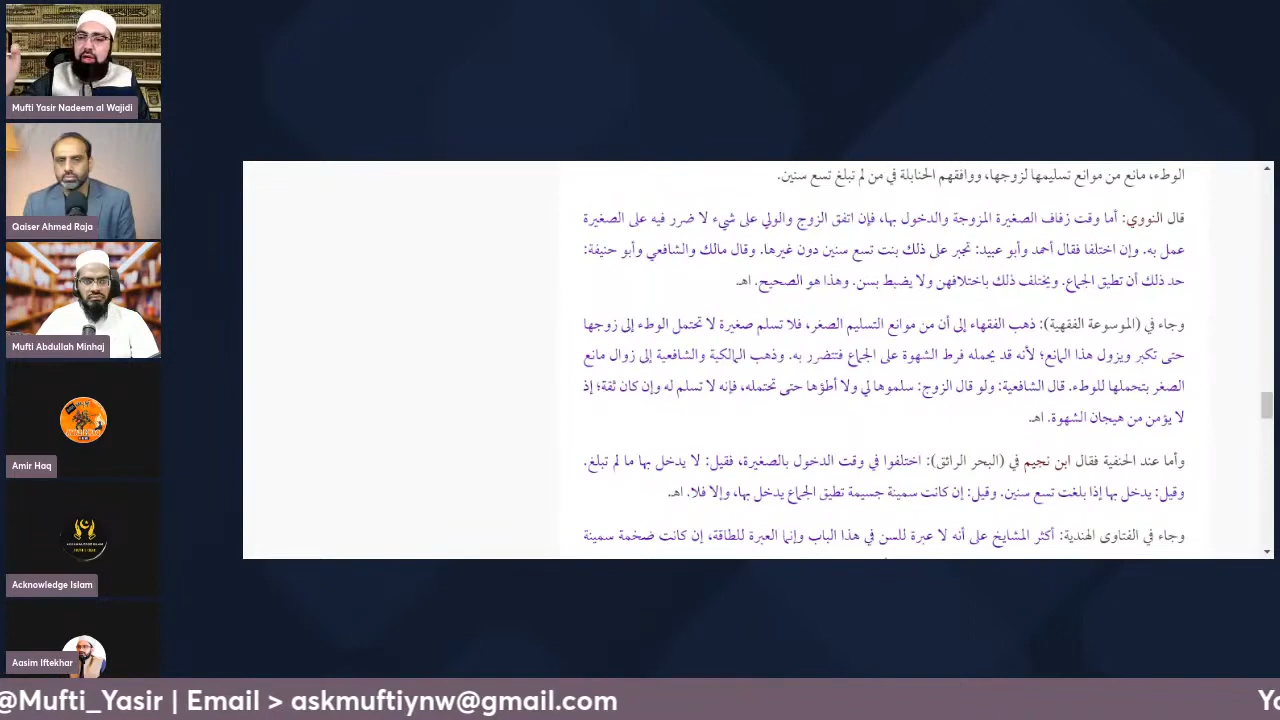 Mufti Yasir Nadeem al Wajidi
Qaiser Ahmed Raja
Mufti Abdullah Minhaj
Amir Haq
Acknowledge Islam
Aasim Iftekhar
الوطء، مانع من موانع تسليمها لزوجها، ووافقهم الحنابلة في من لم تبلغ تسع سنين.
قال النووي: أما وقت زفاف الصغيرة المزوجة والدخول بها، فإن اتفق الزوج والولي على شيء لا ضرر فيه على الصغيرة
عمل به. وإن اختلفا فقال أحمد وأبو عبيد: تجبر على ذلك بنت تسع سنين دون غيرها. وقال مالك والشافعي وأبو حنيفة:
حد ذلك أن تطيق الجماع. ويختلف ذلك باختلافهن ولا يضبط بسن. وهذا هو الصحيح. اهـ
وجاء في (الموسوعة الفقهية): ذهب الفقهاء إلى أن من موانع التسليم الصغر، فلا تسلم صغيرة لا تحتمل الوطء إلى زوجها
حتى تكبر ويزول هذا المانع؛ لأنه قد يحمله فرط الشهوة على الجماع فتتضرر به. وذهب المالكية والشافعية إلى زوال مانع
الصغر بتحملها للوطء. قال الشافعية: ولو قال الزوج: سلموها لي ولا أطؤها حتى تحتمله، فإنه لا تسلم له وإن كان ثقة؛ إذ
لا يؤمن من هيجان الشهوة. اهـ
وأما عند الحنفية فقال ابن نجيم في (البحر الرائق): اختلفوا في وقت الدخول بالصغيرة، فقيل: لا يدخل بها ما لم تبلغ.
وقيل: يدخل بها إذا بلغت تسع سنين. وقيل: إن كانت سمينة جسيمة تطيق الجماع يدخل بها، وإلا فلا. اهـ
وجاء في الفتاوى الهندية: أكثر المشايخ على أنه لا عبرة للسن في هذا الباب وإنما العبرة للطاقة، إن كانت ضخمة سمينة
@Mufti_Yasir | Email > askmuftiynw@gmail.com